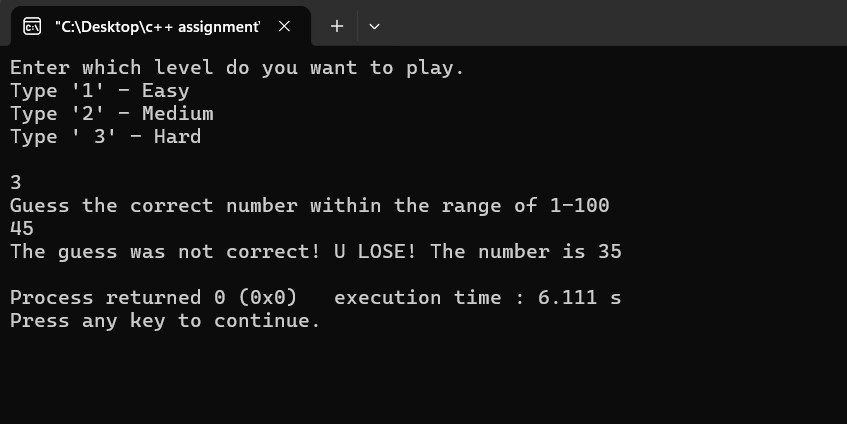 "C:\Desktop\c++ assignment'
Enter which level do you want to play.
Type '1' - Easy
Type '2' - Medium
Type ' 3' - Hard
3
Guess the correct number within the range of 1-100
45
The guess was not correct! U LOSE! The number is 35
Process returned 0 (0x0)   execution time : 6.111 s
Press any key to continue.